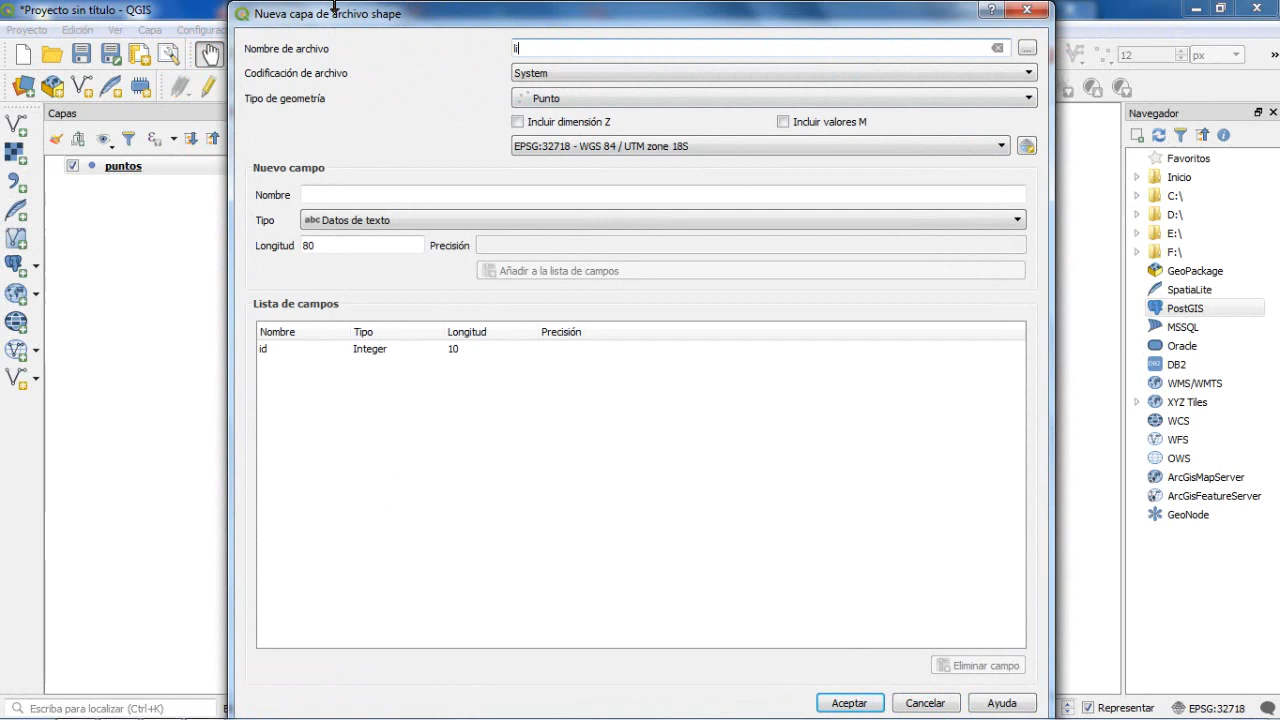 *Proyecto sin título - QGIS
Proyecto Edición Ver Capa Configurac
12 px »
Capas
puntos
Escriba para localizar (Ctrl+K)
Nueva capa de archivo shape
?
Nombre de archivo li ...
Codificación de archivo System
Tipo de geometría Punto
Incluir dimensión Z Incluir valores M
EPSG:32718 - WGS 84 / UTM zone 18S
Nuevo campo
Nombre
Tipo abc Datos de texto
Longitud 80 Precisión
Añadir a la lista de campos
Lista de campos
Nombre Tipo Longitud Precisión
id Integer 10
Eliminar campo
Aceptar Cancelar Ayuda
Navegador
Favoritos
Inicio
C:\
D:\
E:\
F:\
GeoPackage
SpatiaLite
PostGIS
MSSQL
Oracle
DB2
WMS/WMTS
XYZ Tiles
WCS
WFS
OWS
ArcGisMapServer
ArcGisFeatureServer
GeoNode
Representar EPSG:32718